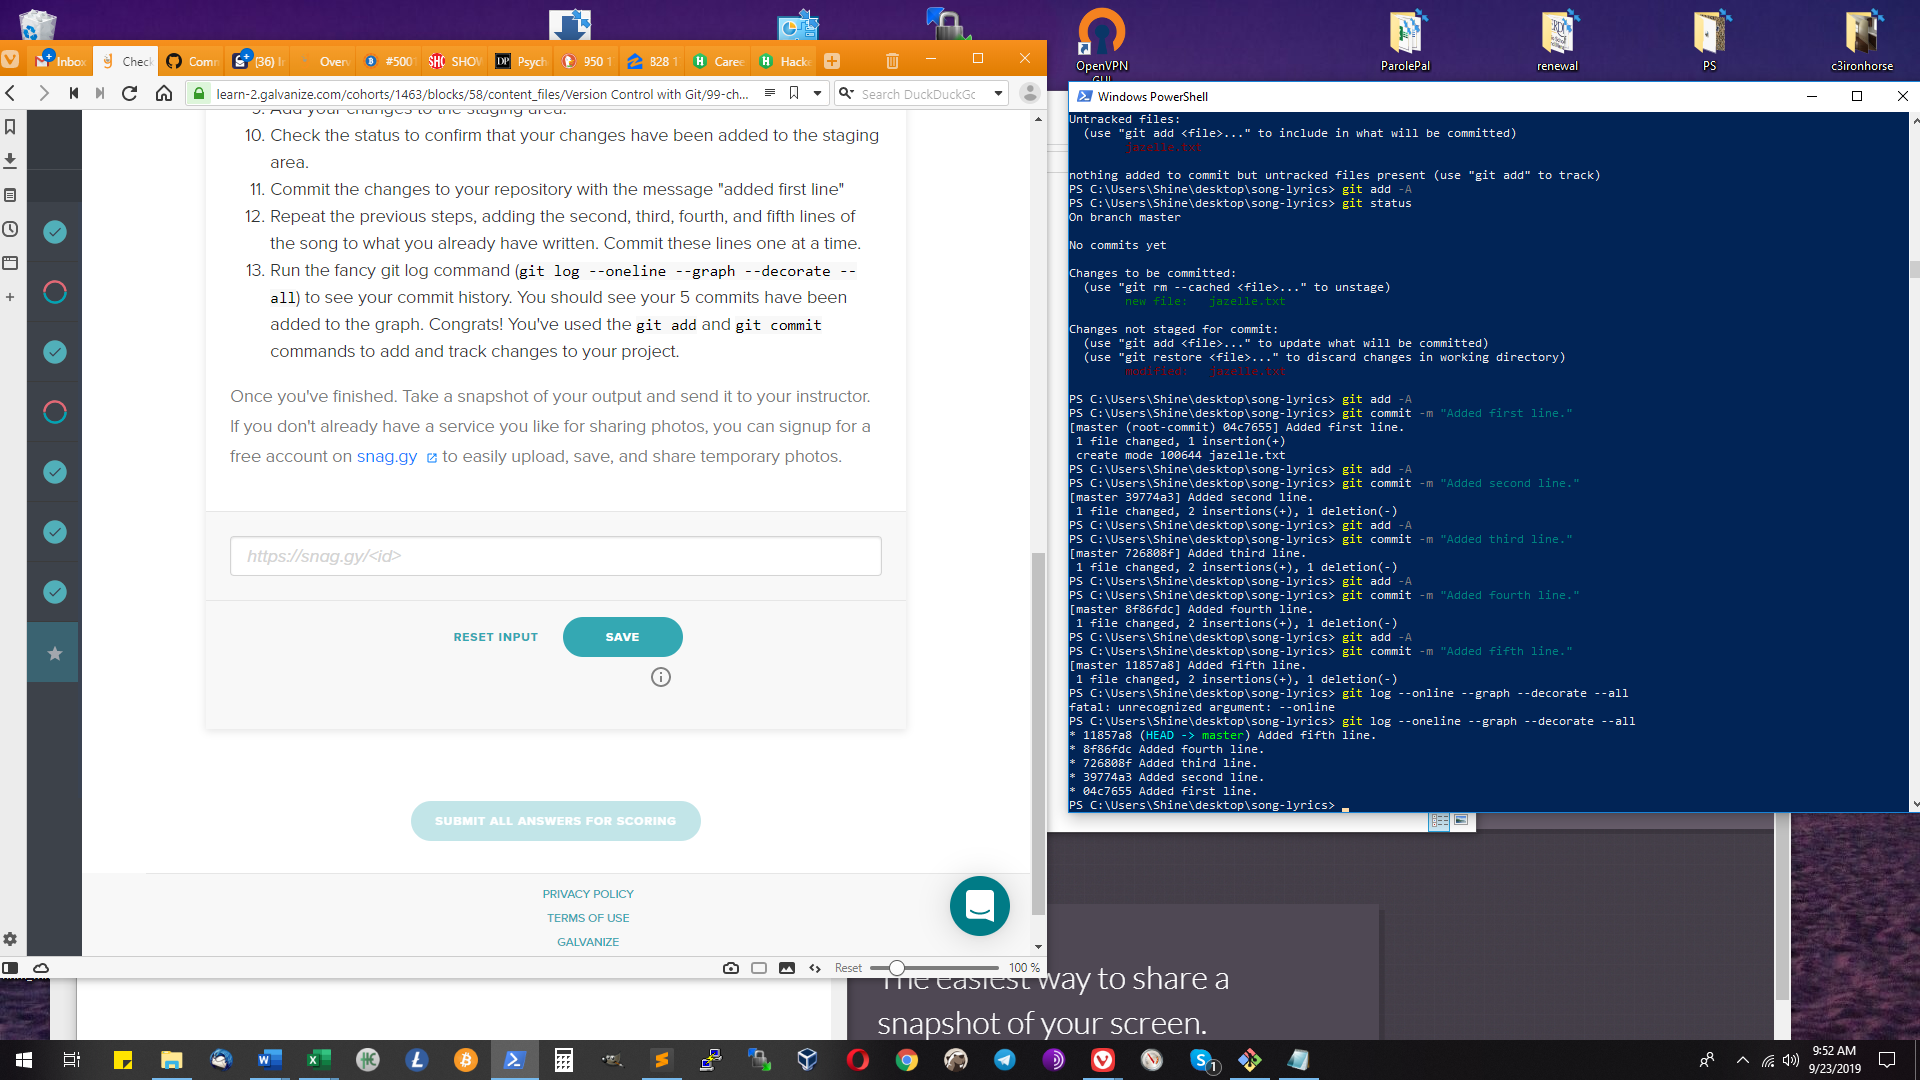 OpenVPN
GUI
ParolePal
renewal
PS
c3ironhorse
Inbox
Check
Comm
(36) I
Overv
#5001
SHOW
Psych
950 1
828 1
Caree
Hacke
learn-2.galvanize.com/cohorts/1463/blocks/58/content_files/Version Control with Git/99-ch...
Search DuckDuckGo
9. Add your changes to the staging area.
10. Check the status to confirm that your changes have been added to the staging
area.
11. Commit the changes to your repository with the message "added first line"
12. Repeat the previous steps, adding the second, third, fourth, and fifth lines of
the song to what you already have written. Commit these lines one at a time.
13. Run the fancy git log command (git log --oneline --graph --decorate --
all) to see your commit history. You should see your 5 commits have been
added to the graph. Congrats! You've used the git add and git commit
commands to add and track changes to your project.
Once you've finished. Take a snapshot of your output and send it to your instructor.
If you don't already have a service you like for sharing photos, you can signup for a
free account on snag.gy to easily upload, save, and share temporary photos.
https://snag.gy/<id>
RESET INPUT
SAVE
SUBMIT ALL ANSWERS FOR SCORING
PRIVACY POLICY
TERMS OF USE
GALVANIZE
Reset
100 %
Windows PowerShell
Untracked files:
(use "git add <file>..." to include in what will be committed)
jazelle.txt
nothing added to commit but untracked files present (use "git add" to track)
PS C:\Users\Shine\desktop\song-lyrics> git add -A
PS C:\Users\Shine\desktop\song-lyrics> git status
On branch master
No commits yet
Changes to be committed:
(use "git rm --cached <file>..." to unstage)
new file:   jazelle.txt
Changes not staged for commit:
(use "git add <file>..." to update what will be committed)
(use "git restore <file>..." to discard changes in working directory)
modified:   jazelle.txt
PS C:\Users\Shine\desktop\song-lyrics> git add -A
PS C:\Users\Shine\desktop\song-lyrics> git commit -m "Added first line."
[master (root-commit) 04c7655] Added first line.
1 file changed, 1 insertion(+)
create mode 100644 jazelle.txt
PS C:\Users\Shine\desktop\song-lyrics> git add -A
PS C:\Users\Shine\desktop\song-lyrics> git commit -m "Added second line."
[master 39774a3] Added second line.
1 file changed, 2 insertions(+), 1 deletion(-)
PS C:\Users\Shine\desktop\song-lyrics> git add -A
PS C:\Users\Shine\desktop\song-lyrics> git commit -m "Added third line."
[master 726808f] Added third line.
1 file changed, 2 insertions(+), 1 deletion(-)
PS C:\Users\Shine\desktop\song-lyrics> git add -A
PS C:\Users\Shine\desktop\song-lyrics> git commit -m "Added fourth line."
[master 8f86fdc] Added fourth line.
1 file changed, 2 insertions(+), 1 deletion(-)
PS C:\Users\Shine\desktop\song-lyrics> git add -A
PS C:\Users\Shine\desktop\song-lyrics> git commit -m "Added fifth line."
[master 11857a8] Added fifth line.
1 file changed, 2 insertions(+), 1 deletion(-)
PS C:\Users\Shine\desktop\song-lyrics> git log --online --graph --decorate --all
fatal: unrecognized argument: --online
PS C:\Users\Shine\desktop\song-lyrics> git log --oneline --graph --decorate --all
* 11857a8 (HEAD -> master) Added fifth line.
* 8f86fdc Added fourth line.
* 726808f Added third line.
* 39774a3 Added second line.
* 04c7655 Added first line.
PS C:\Users\Shine\desktop\song-lyrics>
The easiest way to share a
snapshot of your screen.
9:52 AM
9/23/2019